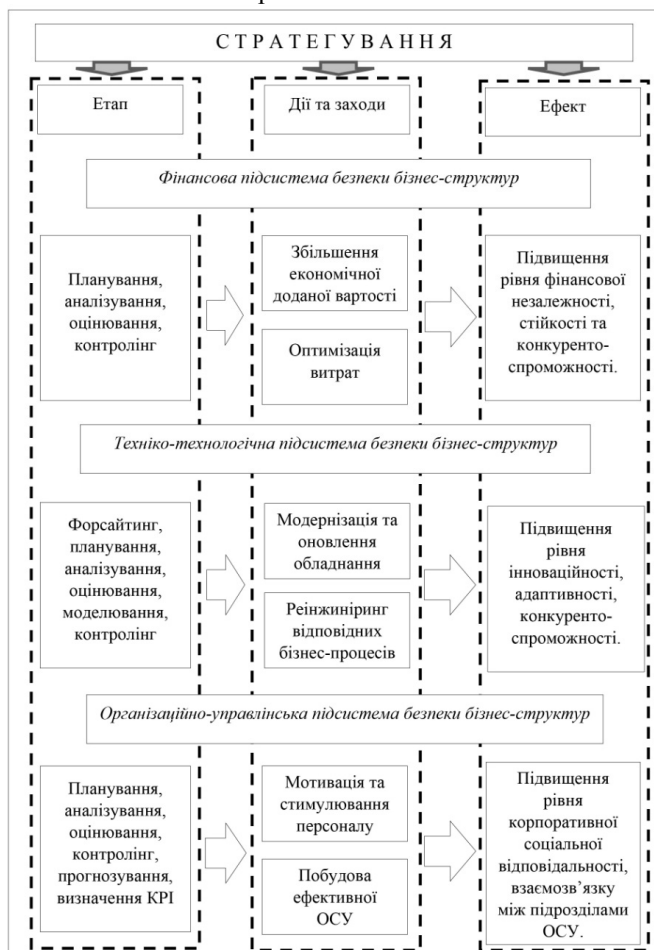 СТРАТЕГУВАННЯ
Етап
Дії та заходи
Ефект
Фінансова підсистема безпеки бізнес-структур
Планування,
аналізування,
оцінювання,
контролінг
Збільшення
економічної
доданої вартості
Оптимізація
витрат
Підвищення
рівня фінансової
незалежності,
стійкості та
конкуренто-
спроможності.
Техніко-технологічна підсистема безпеки бізнес-структур
Форсайтинг,
планування,
аналізування,
оцінювання,
моделювання,
контролінг
Модернізація та
оновлення
обладнання
Реінжиніринг
відповідних
бізнес-процесів
Підвищення
рівня
інноваційності,
адаптивності,
конкуренто-
спроможності.
Організаційно-управлінська підсистема безпеки бізнес-структур
Планування,
аналізування,
оцінювання,
контролінг,
прогнозування,
визначення КРІ
Мотивація та
стимулювання
персоналу
Побудова
ефективної
ОСУ
Підвищення
рівня
корпоративної
соціальної
відповідальності,
взаємозв’язку
між підрозділами
ОСУ.